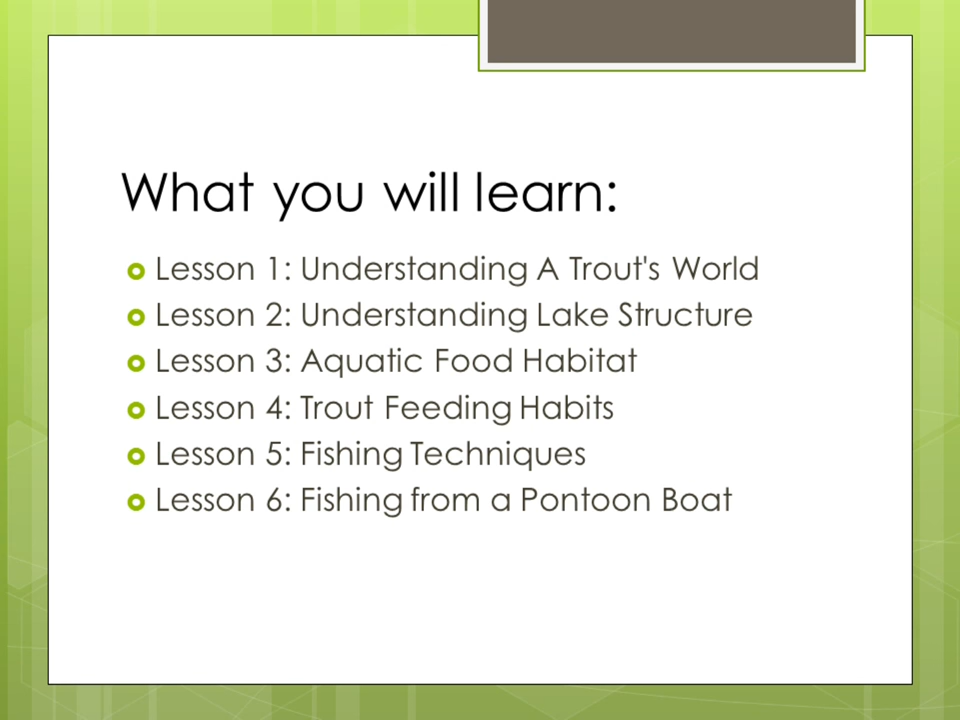 What you will learn:
Lesson 1: Understanding A Trout's World
Lesson 2: Understanding Lake Structure
Lesson 3: Aquatic Food Habitat
Lesson 4: Trout Feeding Habits
Lesson 5: Fishing Techniques
Lesson 6: Fishing from a Pontoon Boat